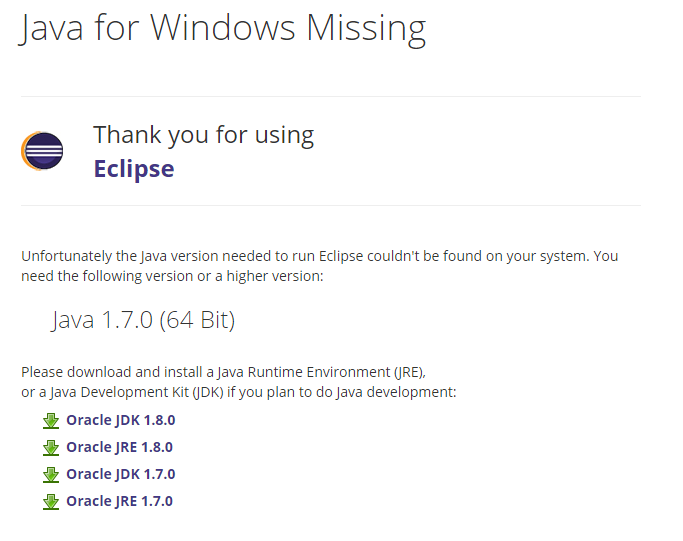 Java for Windows Missing
Thank you for using
Eclipse
Unfortunately the Java version needed to run Eclipse couldn't be found on your system. You
need the following version or a higher version:
Java 1.7.0 (64 Bit)
Please download and install a Java Runtime Environment (JRE),
or a Java Development Kit (JDK) if you plan to do Java development:
Oracle JDK 1.8.0
Oracle JRE 1.8.0
Oracle JDK 1.7.0
Oracle JRE 1.7.0